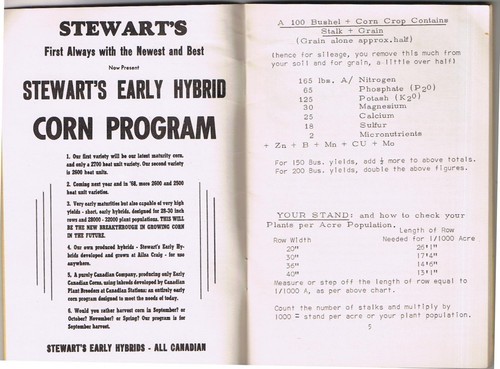 STEWART'S
First Always with the Newest and Best
Now Present
STEWART'S EARLY HYBRID
CORN PROGRAM
1. Our first variety will be our latest maturity corn,
and only a 2700 heat unit variety. Our second variety
is 2600 heat units.
2. Coming next year and in '68, more 2600 and 2500
heat unit varieties.
3. Very early maturities but also capable of very high
yields - short, early hybrids, designed for 28-30 inch
rows and 28000 - 22000 plant populations. THIS WILL
BE THE NEW BREAKTHROUGH IN GROWING CORN
IN THE FUTURE.
4. Our own produced hybrids - Stewart's Early Hy-
brids developed and grown at Ailsa Craig - for use
anywhere.
5. A purely Canadian Company, producing only Early
Canadian Corns, using inbreds developed by Canadian
Plant Breeders at Canadian Stations: an entirely early
corn program designed to meet the needs of today.
6. Would you rather harvest corn in September? or
October? November? or Spring? Our program is for
September harvest.
STEWART'S EARLY HYBRIDS - ALL CANADIAN
A 100 Bushel + Corn Crop Contains
Stalk + Grain
(Grain alone approx.half)
(hence for sileage, you remove this much from
your soil and for grain, a little over half)
165 lbs. A/ Nitrogen
65 Phosphate (P2O)
125 Potash (K2O)
30 Magnesium
25 Calcium
18 Sulfur
2 Micronutrients
+ Zn + B + Mn + CU + Mo
For 150 Bus. yields, add ½ more to above totals.
For 200 Bus. yields, double the above figures.
YOUR STAND: and how to check your
Plants per Acre Population.
Length of Row
Row Width Needed for 1/1000 Acre
20" 26'1"
30" 17'4"
36" 14'6"
40" 13'1"
Measure or step off the length of row equal to
1/1000 A, as per above chart.
Count the number of stalks and multiply by
1000 = stand per acre or your plant population.
5